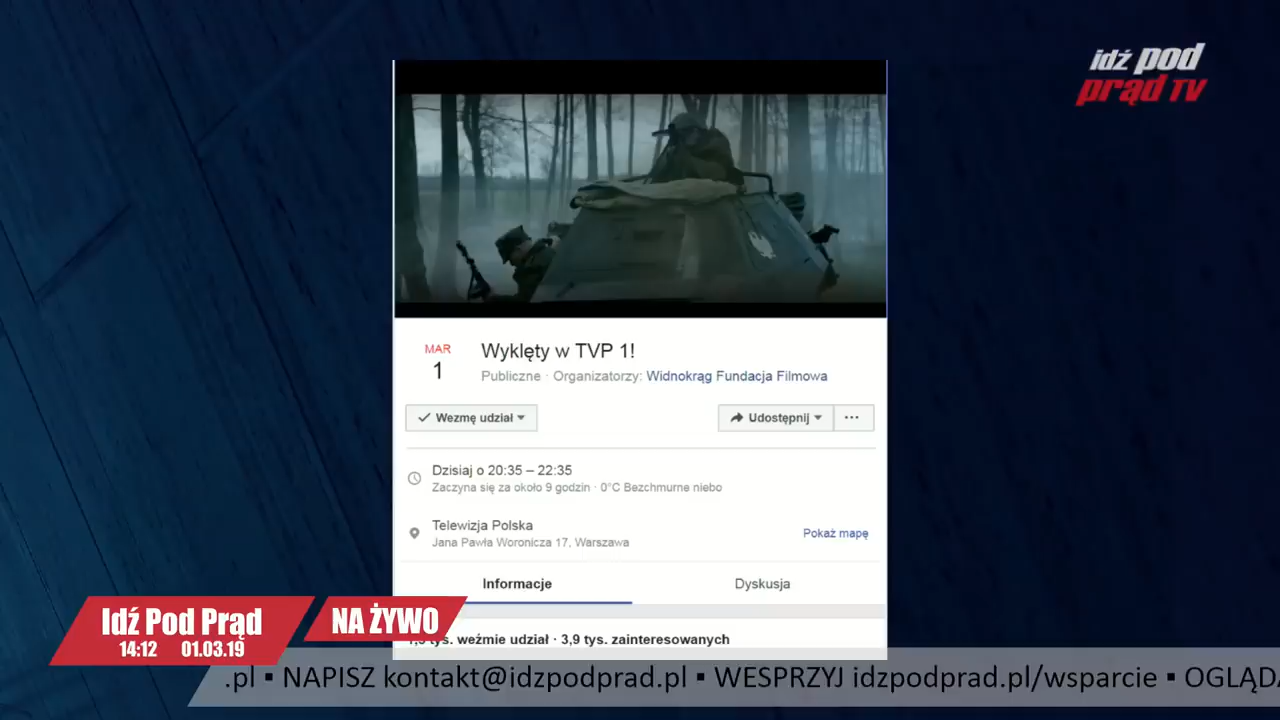 idź pod
prąd TV
MAR
1
Wyklęty w TVP 1!
Publiczne · Organizatorzy: Widnokrąg Fundacja Filmowa
Wezmę udział
Udostępnij
Dzisiaj o 20:35 – 22:35
Zaczyna się za około 9 godzin · 0°C Bezchmurne niebo
Telewizja Polska
Jana Pawła Woronicza 17, Warszawa
Pokaż mapę
Informacje
Dyskusja
tys. weźmie udział · 3,9 tys. zainteresowanych
Idź Pod Prąd
14:12 01.03.19
NA ŻYWO
.pl ▪ NAPISZ kontakt@idzpodprad.pl ▪ WESPRZYJ idzpodprad.pl/wsparcie ▪ OGLĄDA